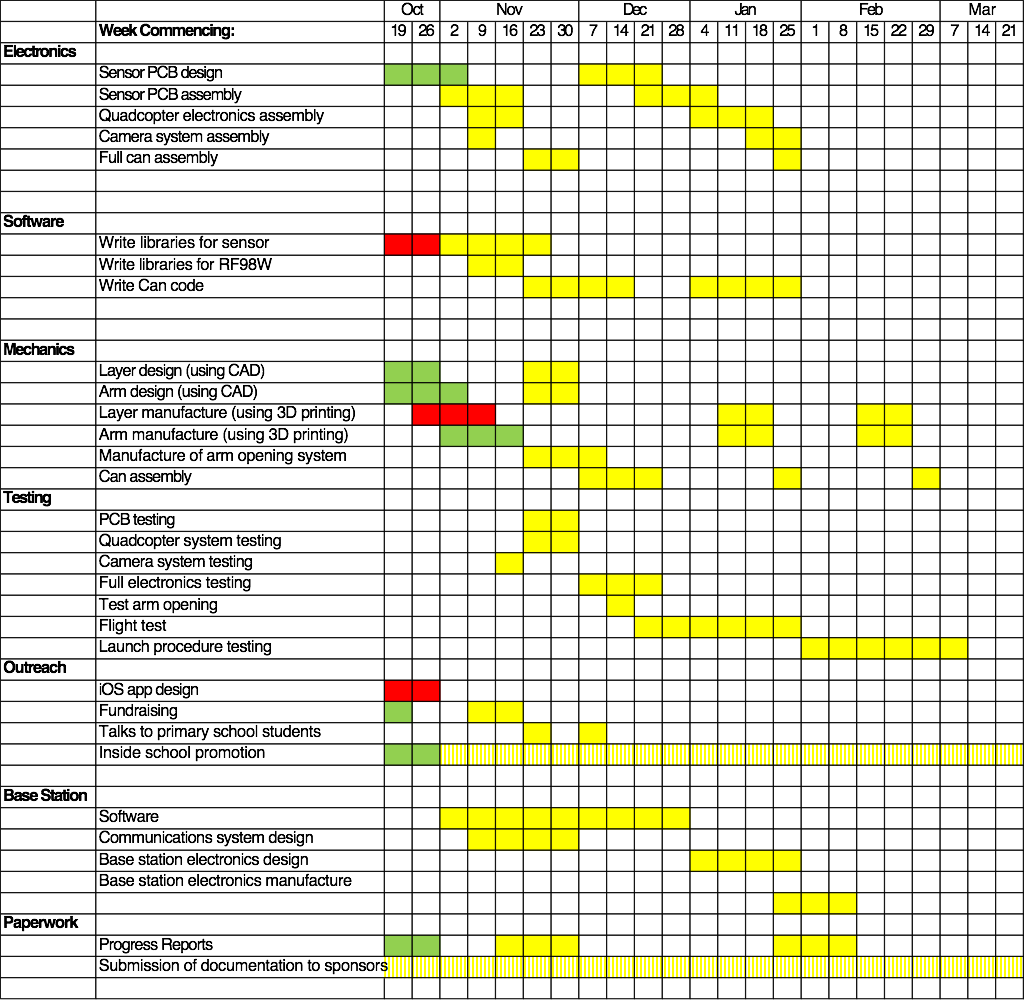 Oct Nov Dec Jan Feb Mar
Week Commencing: 19 26 2 9 16 23 30 7 14 21 28 4 11 18 25 1 8 15 22 29 7 14 21
Electronics
Sensor PCB design
Sensor PCB assembly
Quadcopter electronics assembly
Camera system assembly
Full can assembly
Software
Write libraries for sensor
Write libraries for RF98W
Write Can code
Mechanics
Layer design (using CAD)
Arm design (using CAD)
Layer manufacture (using 3D printing)
Arm manufacture (using 3D printing)
Manufacture of arm opening system
Can assembly
Testing
PCB testing
Quadcopter system testing
Camera system testing
Full electronics testing
Test arm opening
Flight test
Launch procedure testing
Outreach
iOS app design
Fundraising
Talks to primary school students
Inside school promotion
Base Station
Software
Communications system design
Base station electronics design
Base station electronics manufacture
Paperwork
Progress Reports
Submission of documentation to sponsors